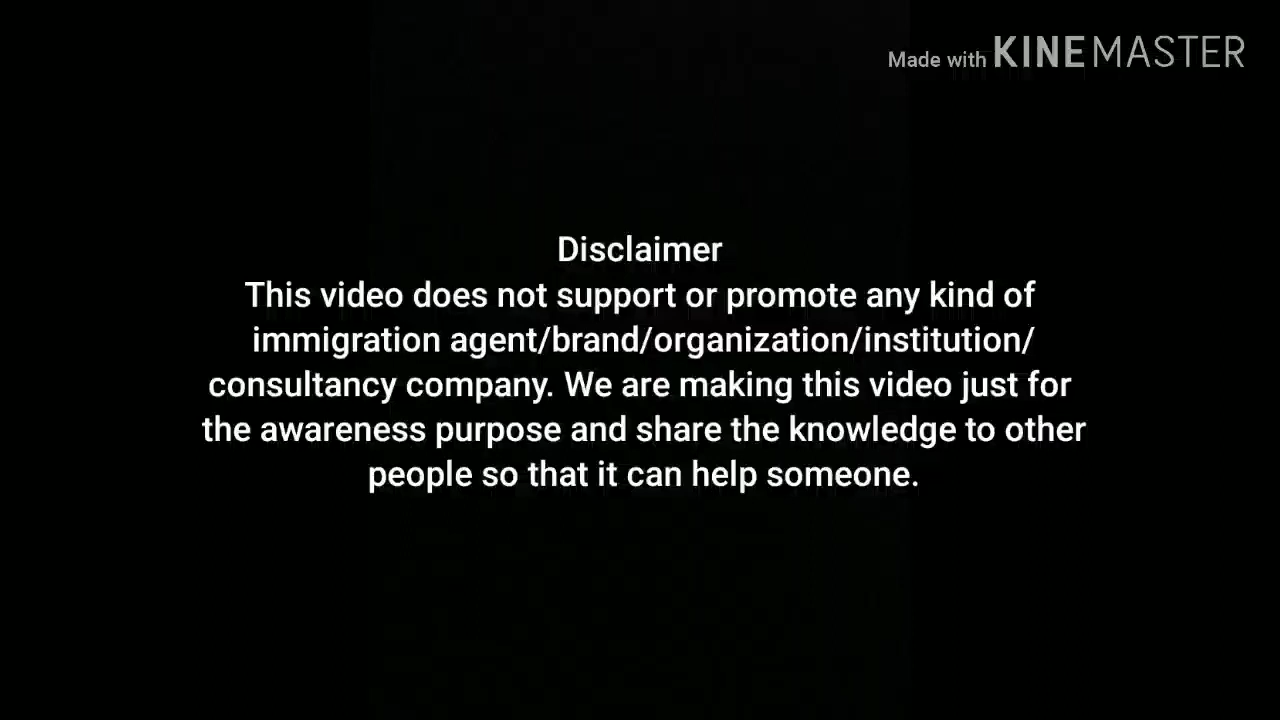 Made with KINEMASTER
Disclaimer
This video does not support or promote any kind of
immigration agent/brand/organization/institution/
consultancy company. We are making this video just for
the awareness purpose and share the knowledge to other
people so that it can help someone.